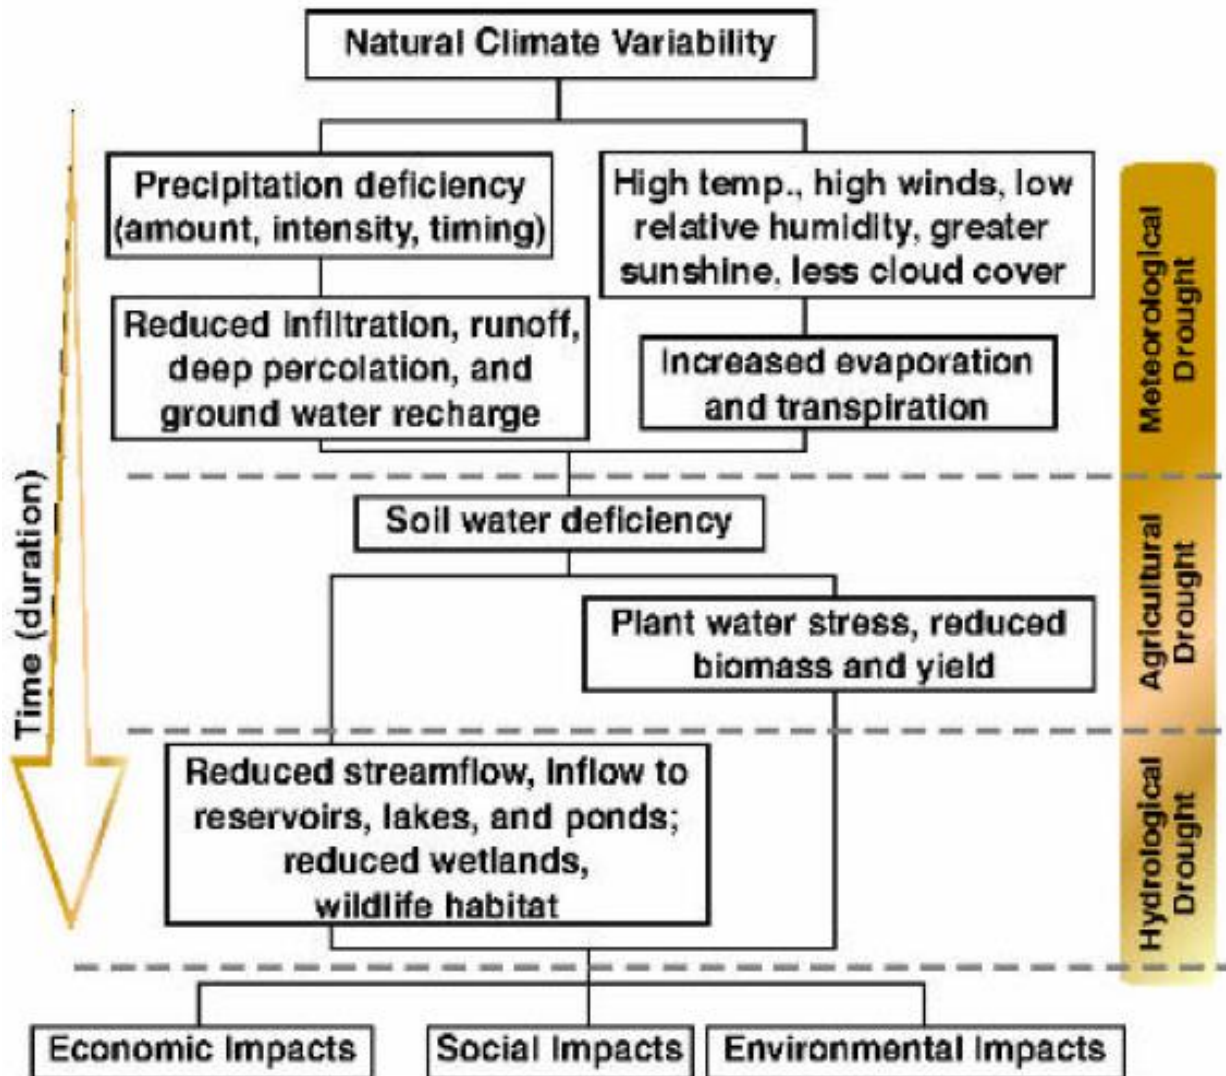 Natural Climate Variability
Precipitation deficiency
(amount, intensity, timing)
High temp., high winds, low
relative humidity, greater
sunshine, less cloud cover
Reduced infiltration, runoff,
deep percolation, and
ground water recharge
Increased evaporation
and transpiration
Meteorological
Drought
Time (duration)
Soil water deficiency
Plant water stress, reduced
biomass and yield
Agricultural
Drought
Reduced streamflow, inflow to
reservoirs, lakes, and ponds;
reduced wetlands,
wildlife habitat
Hydrological
Drought
Economic Impacts
Social Impacts
Environmental Impacts